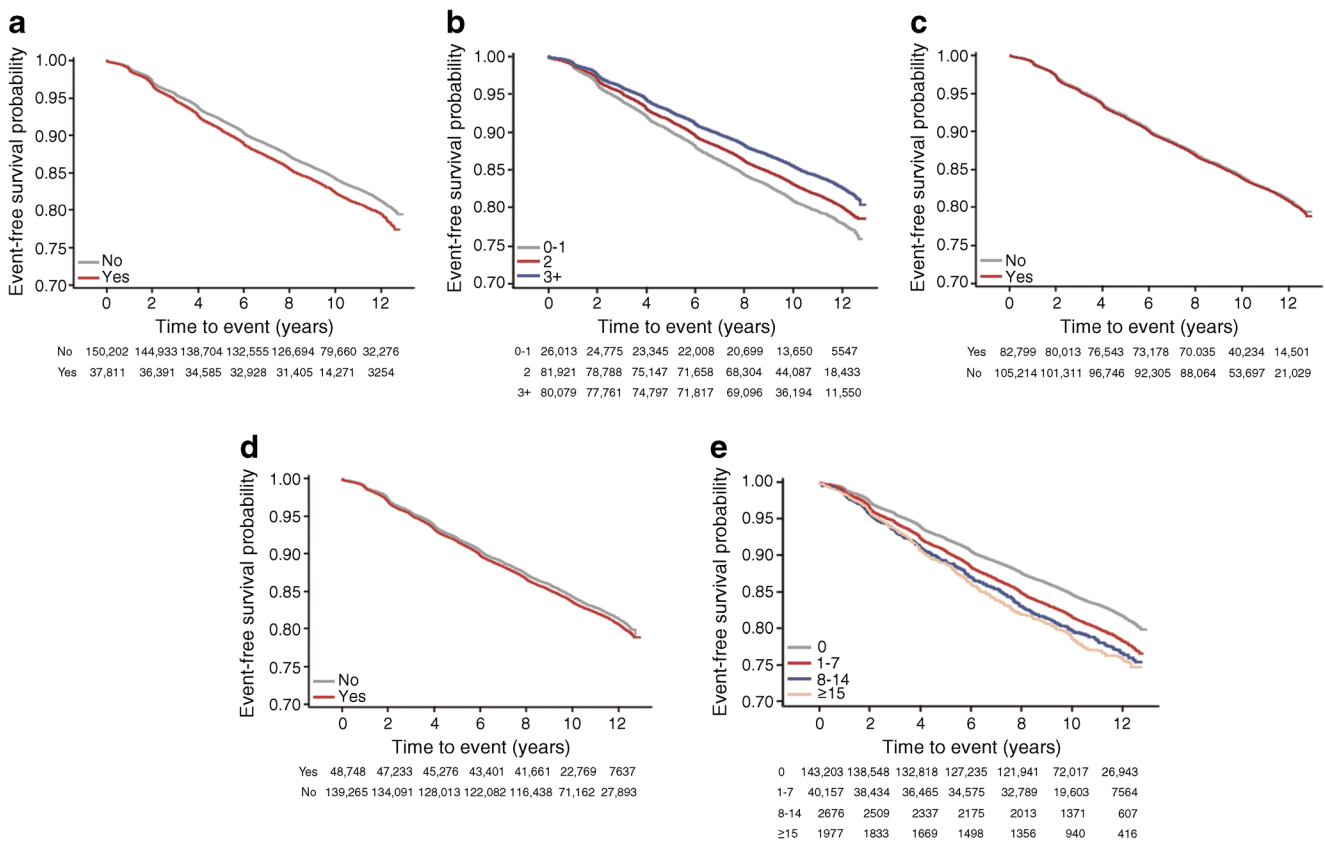 a
Event-free survival probability
1.00
0.95
0.90
0.85
0.80
0.75
0.70
No
Yes
0 2 4 6 8 10 12
Time to event (years)
No 150,202 144,933 138,704 132,555 126,694 79,660 32,276
Yes 37,811 36,391 34,585 32,928 31,405 14,271 3254
b
Event-free survival probability
1.00
0.95
0.90
0.85
0.80
0.75
0.70
0-1
2
3+
0 2 4 6 8 10 12
Time to event (years)
0-1 26,013 24,775 23,345 22,008 20,699 13,650 5547
2 81,921 78,788 75,147 71,658 68,304 44,087 18,433
3+ 80,079 77,761 74,797 71,817 69,096 36,194 11,550
c
Event-free survival probability
1.00
0.95
0.90
0.85
0.80
0.75
0.70
No
Yes
0 2 4 6 8 10 12
Time to event (years)
Yes 82,799 80,013 76,543 73,178 70.035 40,234 14,501
No 105,214 101,311 96,746 92,305 88,064 53,697 21,029
d
Event-free survival probability
1.00
0.95
0.90
0.85
0.80
0.75
0.70
No
Yes
0 2 4 6 8 10 12
Time to event (years)
Yes 48,748 47,233 45,276 43,401 41,661 22,769 7637
No 139,265 134,091 128,013 122,082 116,438 71,162 27,893
e
Event-free survival probability
1.00
0.95
0.90
0.85
0.80
0.75
0.70
0
1-7
8-14
≥15
0 2 4 6 8 10 12
Time to event (years)
0 143,203 138,548 132,818 127,235 121,941 72,017 26,943
1-7 40,157 38,434 36,465 34,575 32,789 19,603 7564
8-14 2676 2509 2337 2175 2013 1371 607
≥15 1977 1833 1669 1498 1356 940 416